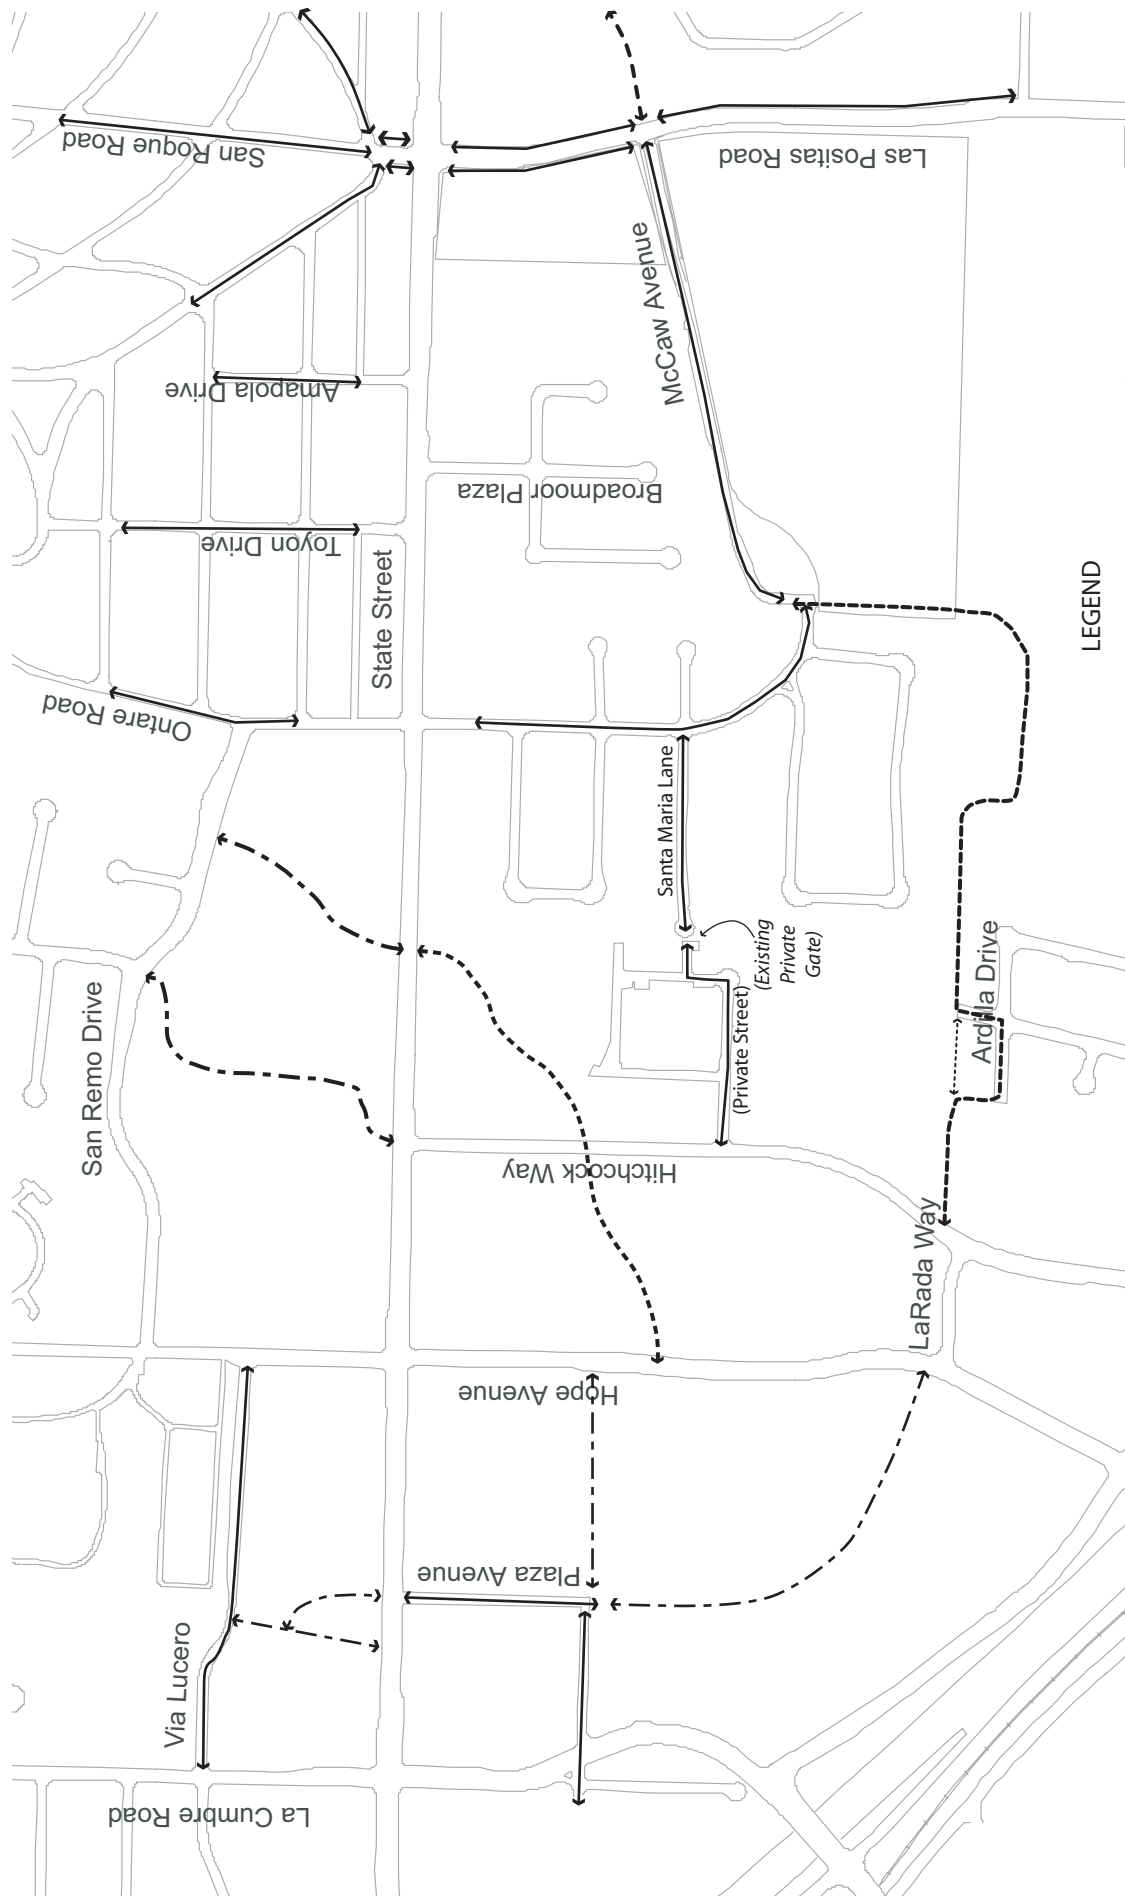 San Roque Road
Las Positas Road
McCaw Avenue
Amapola Drive
Broadmoor Plaza
Toyon Drive
State Street
LEGEND
Ontare Road
Santa Maria Lane
(Existing
Private
Gate)
(Private Street)
Ardilla Drive
San Remo Drive
Hitchcock Way
LaRada Way
Hope Avenue
Plaza Avenue
Via Lucero
La Cumbre Road